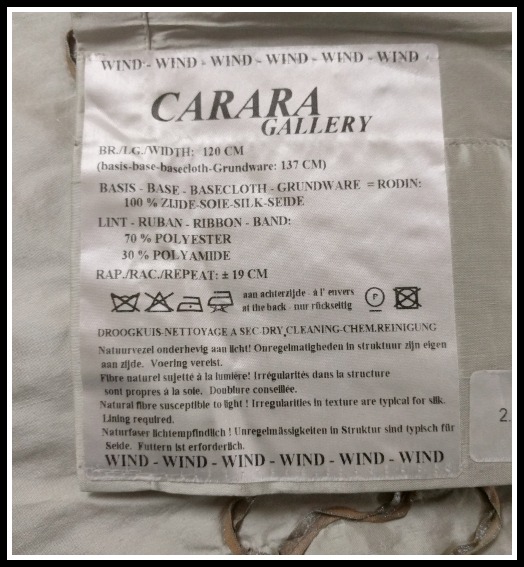 WIND - WIND - WIND - WIND - WIND - WIND
CARARA
GALLERY
BR./LG./WIDTH: 120 CM
(basis-base-basecloth-Grundware: 137 CM)
BASIS - BASE - BASECLOTH - GRUNDWARE = RODIN:
100 % ZIJDE-SOIE-SILK-SEIDE
LINT - RUBAN - RIBBON - BAND:
70 % POLYESTER
30 % POLYAMIDE
RAP./RAC./REPEAT: ± 19 CM
aan achterzijde - à l' envers
at the back - nur rückseitig
P
DROOGKUIS-NETTOYAGE A SEC-DRY CLEANING-CHEM.REINIGUNG
Natuurvezel onderhevig aan licht! Onregelmatigheden in struktuur zijn eigen
aan zijde. Voering vereist.
Fibre naturel sujetté à la lumière! Irrégularités dans la structure
sont propres à la soie. Doublure conseillée.
Natural fibre susceptible to light ! Irregularities in texture are typical for silk.
Lining required.
Naturfaser lichtempfindlich ! Unregelmässigkeiten in Struktur sind typisch für
Seide. Futtern ist erforderlich.
WIND - WIND - WIND - WIND - WIND - WIND
2.